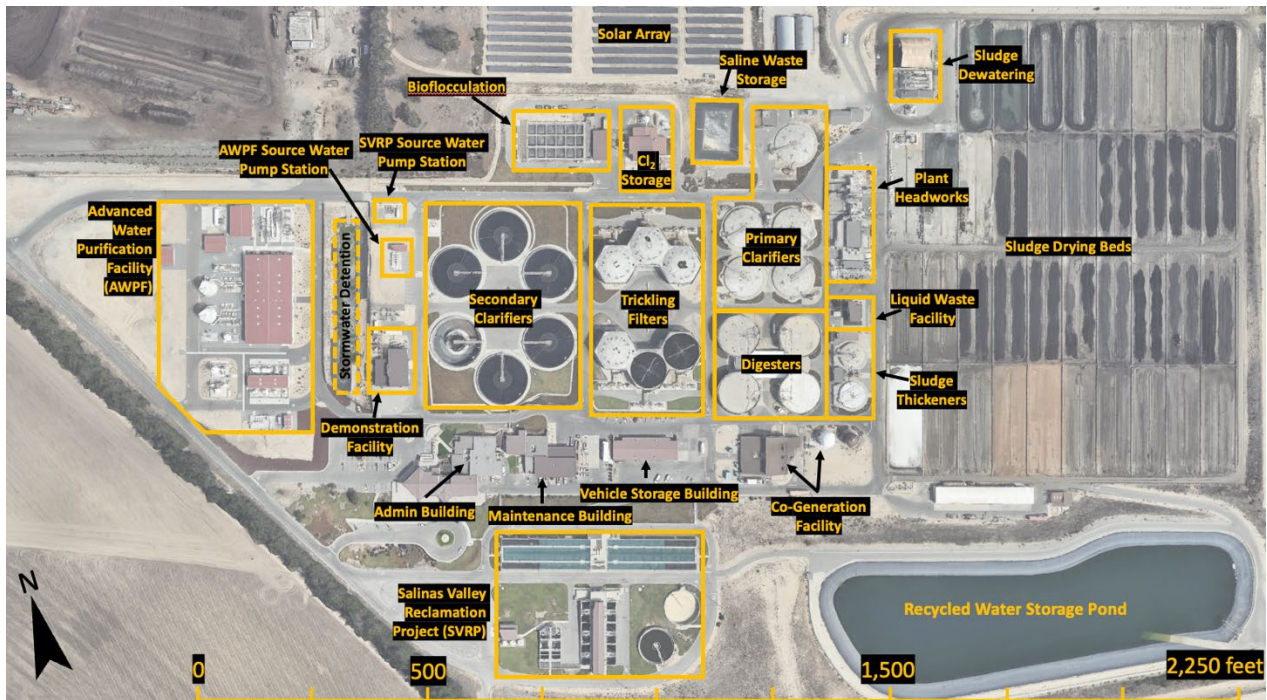 Solar Array
Saline Waste
Storage
Sludge
Dewatering
Bioflocculation
SVRP Source Water
Pump Station
AWPF Source Water
Pump Station
Cl₂
Storage
Plant
Headworks
Advanced
Water
Purification
Facility
(AWPF)
Stormwater Detention
Secondary
Clarifiers
Trickling
Filters
Primary
Clarifiers
Sludge Drying Beds
Liquid Waste
Facility
Digesters
Sludge
Thickeners
Demonstration
Facility
Admin Building
Maintenance Building
Vehicle Storage Building
Co-Generation
Facility
Salinas Valley
Reclamation
Project (SVRP)
Recycled Water Storage Pond
N
0
500
1,500
2,250 feet